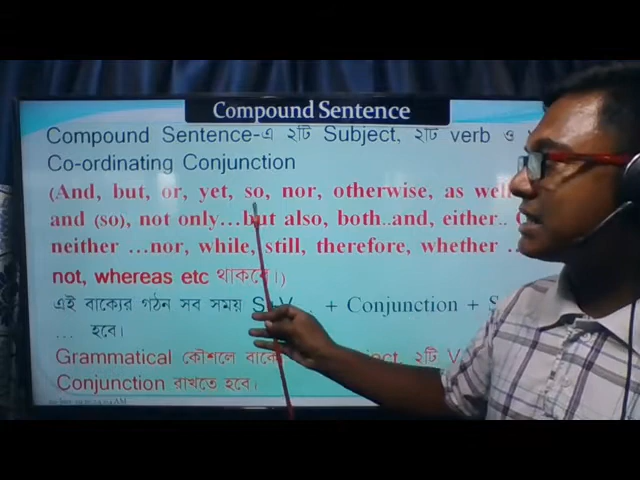 Compound Sentence
Compound Sentence-এ ২টি Subject, ২টি verb ও
Co-ordinating Conjunction
(And, but, or, yet, so, nor, otherwise, as well
and (so), not only...but also, both..and, either..
neither ...nor, while, still, therefore, whether ...
not, whereas etc থাকবে।)
এই বাক্যের গঠন সব সময় S+V ... + Conjunction + S
... হবে।
Grammatical কৌশলে ২টি V
Conjunction রাখতে হবে।